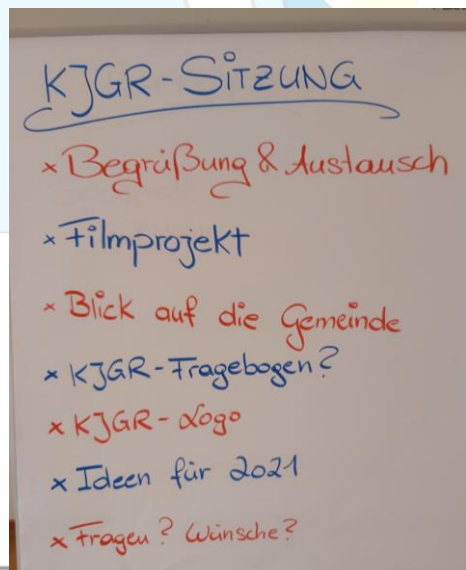 KJGR-SiTZUNG
× Begrüßung & Austausch
× Filmprojekt
× Blick auf die Gemeinde
× KJGR-Fragebogen?
× KJGR-Logo
× Ideen für 2021
× Fragen? Wünsche?